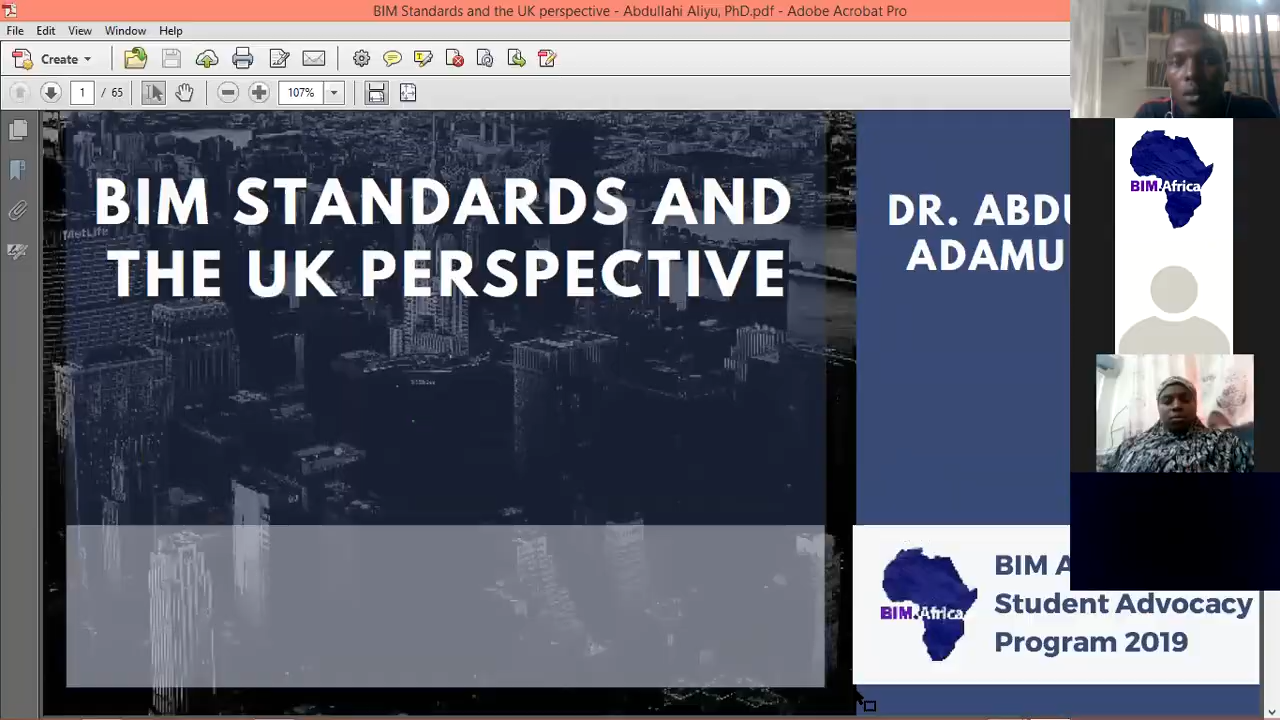 BIM Standards and the UK perspective - Abdullahi Aliyu, PhD.pdf - Adobe Acrobat Pro
File Edit View Window Help
Create
1 / 65 107%
BIM STANDARDS AND
THE UK PERSPECTIVE
MetLife
DR. ABDU
ADAMU
BIM.Africa
BIM.Africa
BIM A
Student Advocacy
Program 2019